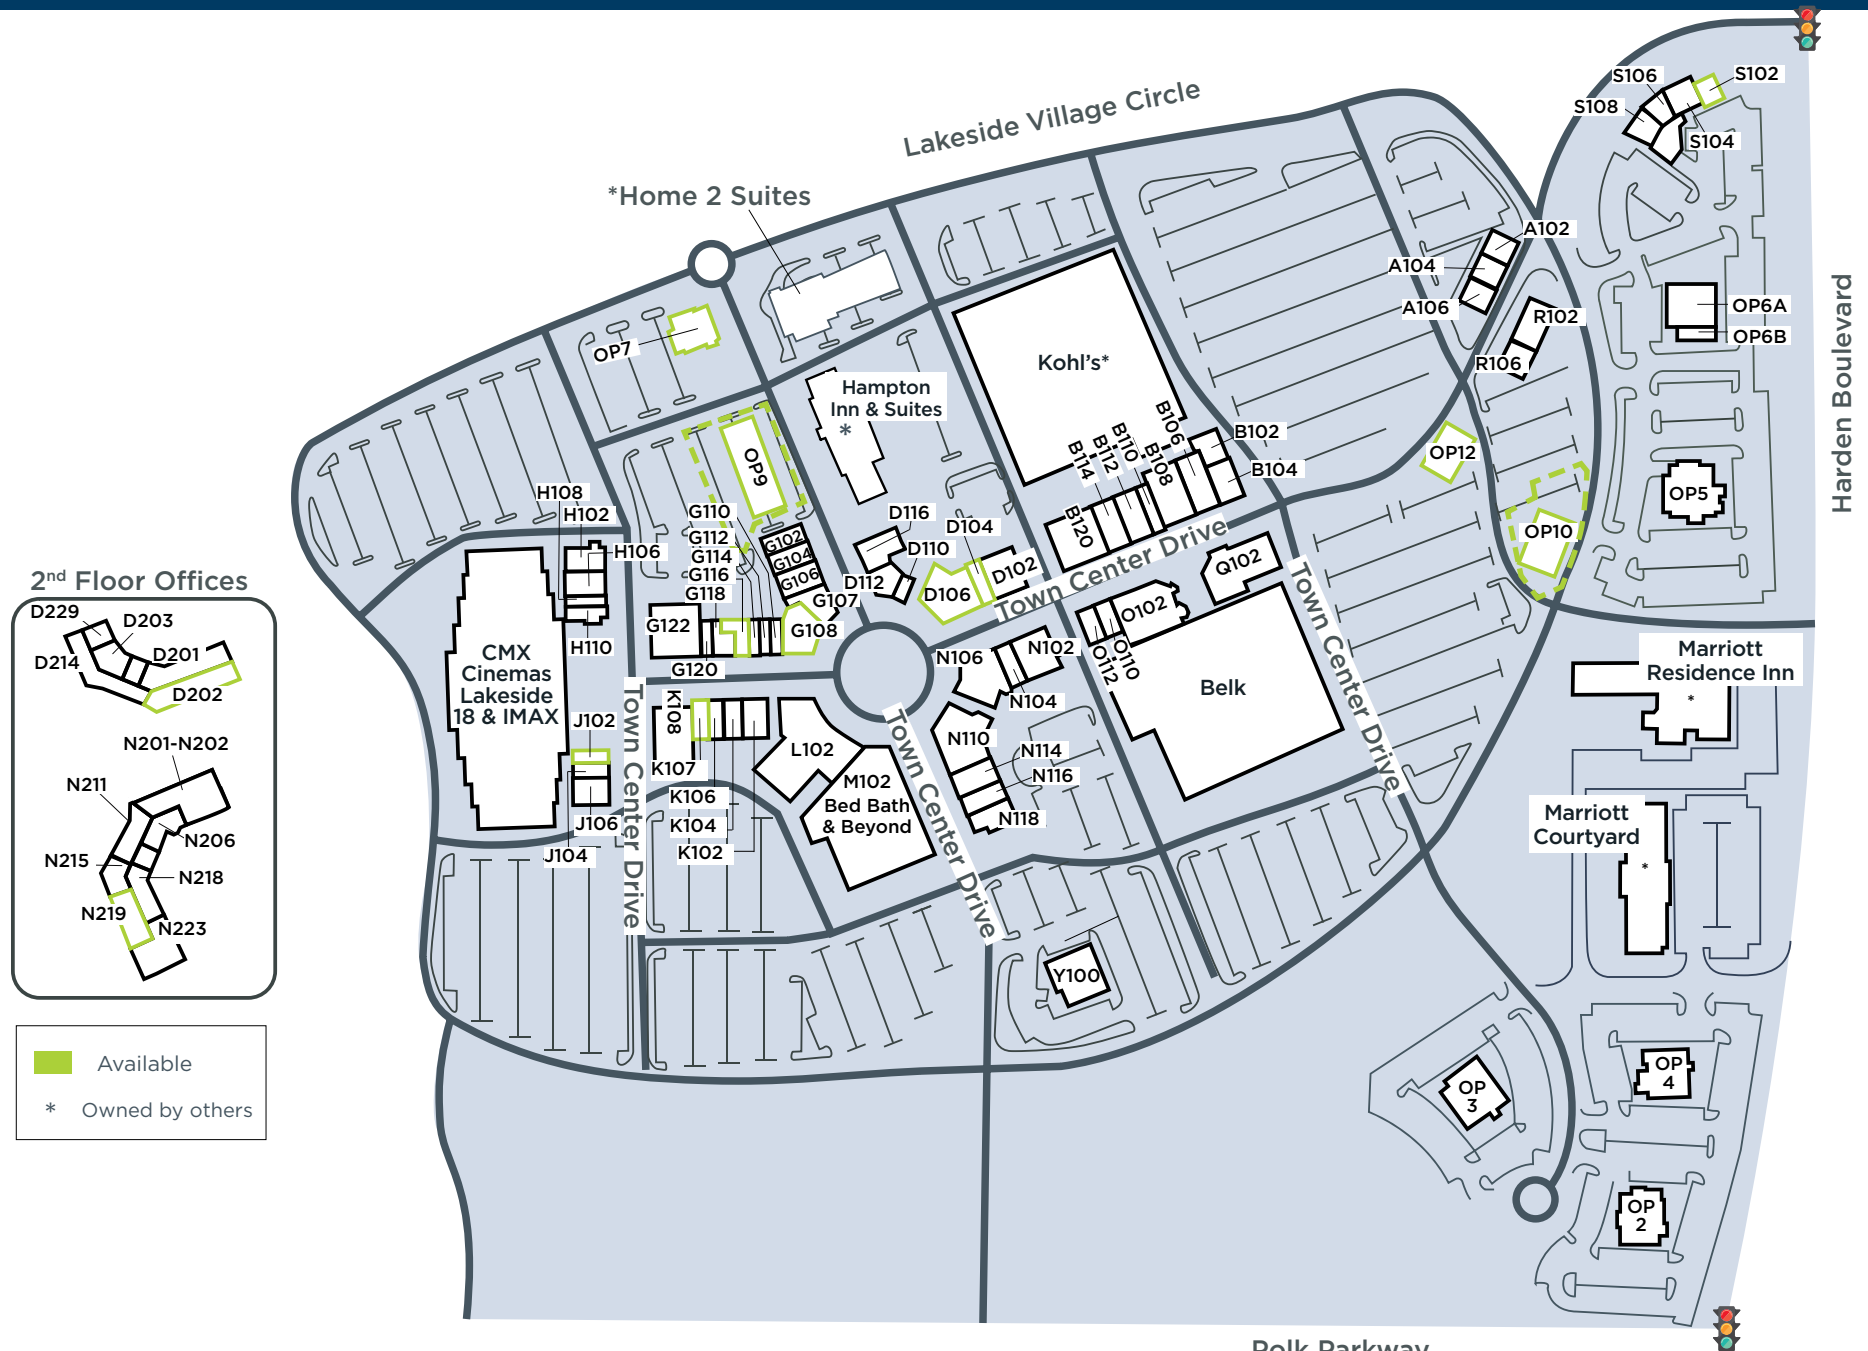 Lakeside Village Circle
*Home 2 Suites
Harden Boulevard
S106
S102
S108
S104
A102
A104
A106
R102
R106
OP6A
OP6B
OP7
Kohl's*
Hampton
Inn & Suites
*
OP9
B106
B102
B110
B112
B114
B108
B104
B120
OP12
OP5
OP10
H108
H102
H106
H110
G110
G112
G114
G116
G118
G102
G104
G106
G107
G108
G122
G120
D116
D104
D110
D112
D102
D106
Town Center Drive
Q102
O102
O110
O112
Town Center Drive
2nd Floor Offices
D229
D203
D201
D214
D202
N201-N202
N211
N206
N215
N218
N219
N223
CMX
Cinemas
Lakeside
18 & IMAX
J102
J106
J104
Town Center Drive
K108
K107
K106
K104
K102
L102
M102
Bed Bath
& Beyond
Town Center Drive
N106
N102
N104
N110
N114
N116
N118
Belk
Marriott
Residence Inn
*
Marriott
Courtyard
*
Y100
Available
* Owned by others
OP
3
OP
4
OP
2
Polk Parkway